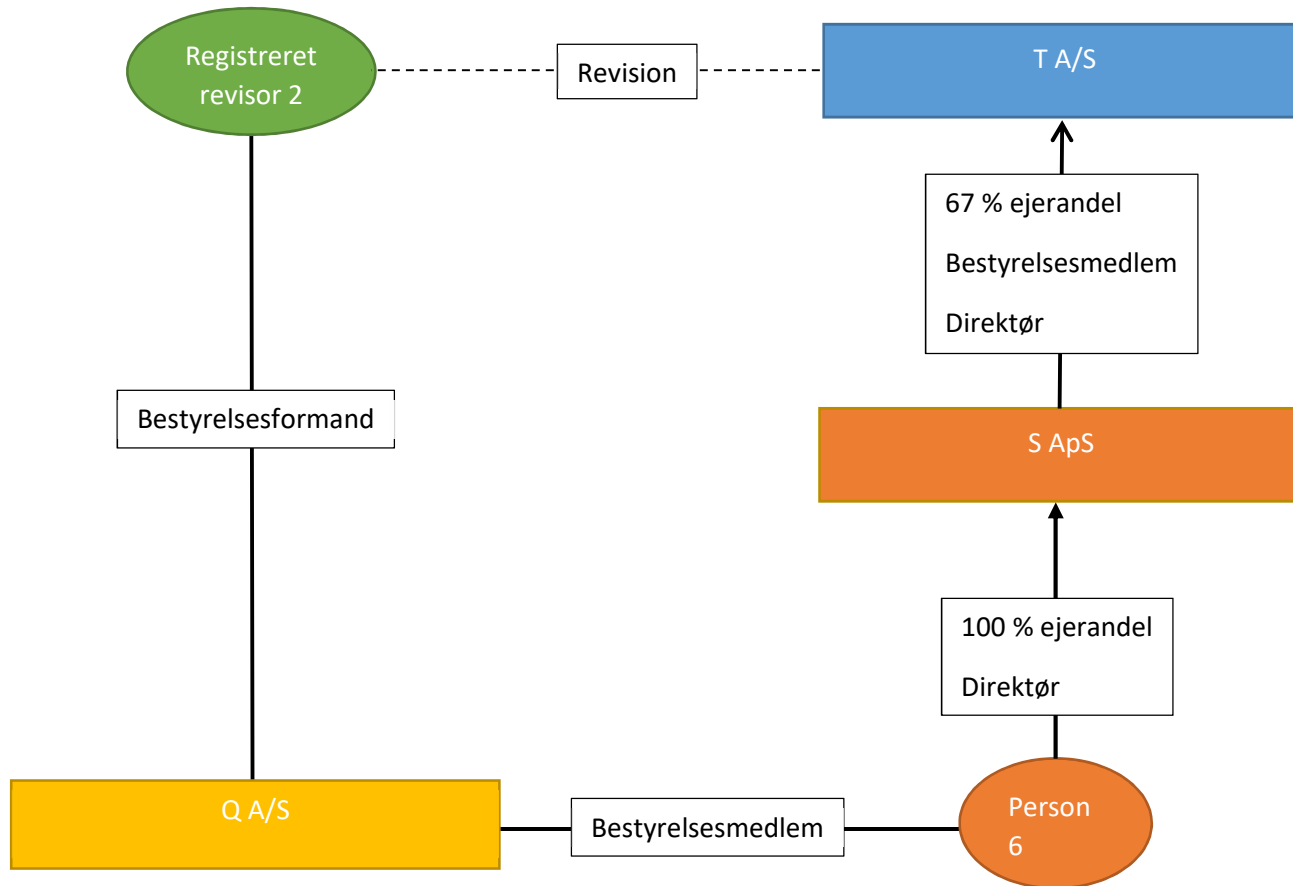 Registreret
revisor 2
Revision
T A/S
67 % ejerandel
Bestyrelsesmedlem
Direktør
Bestyrelsesformand
S ApS
100 % ejerandel
Direktør
Q A/S
Bestyrelsesmedlem
Person
6